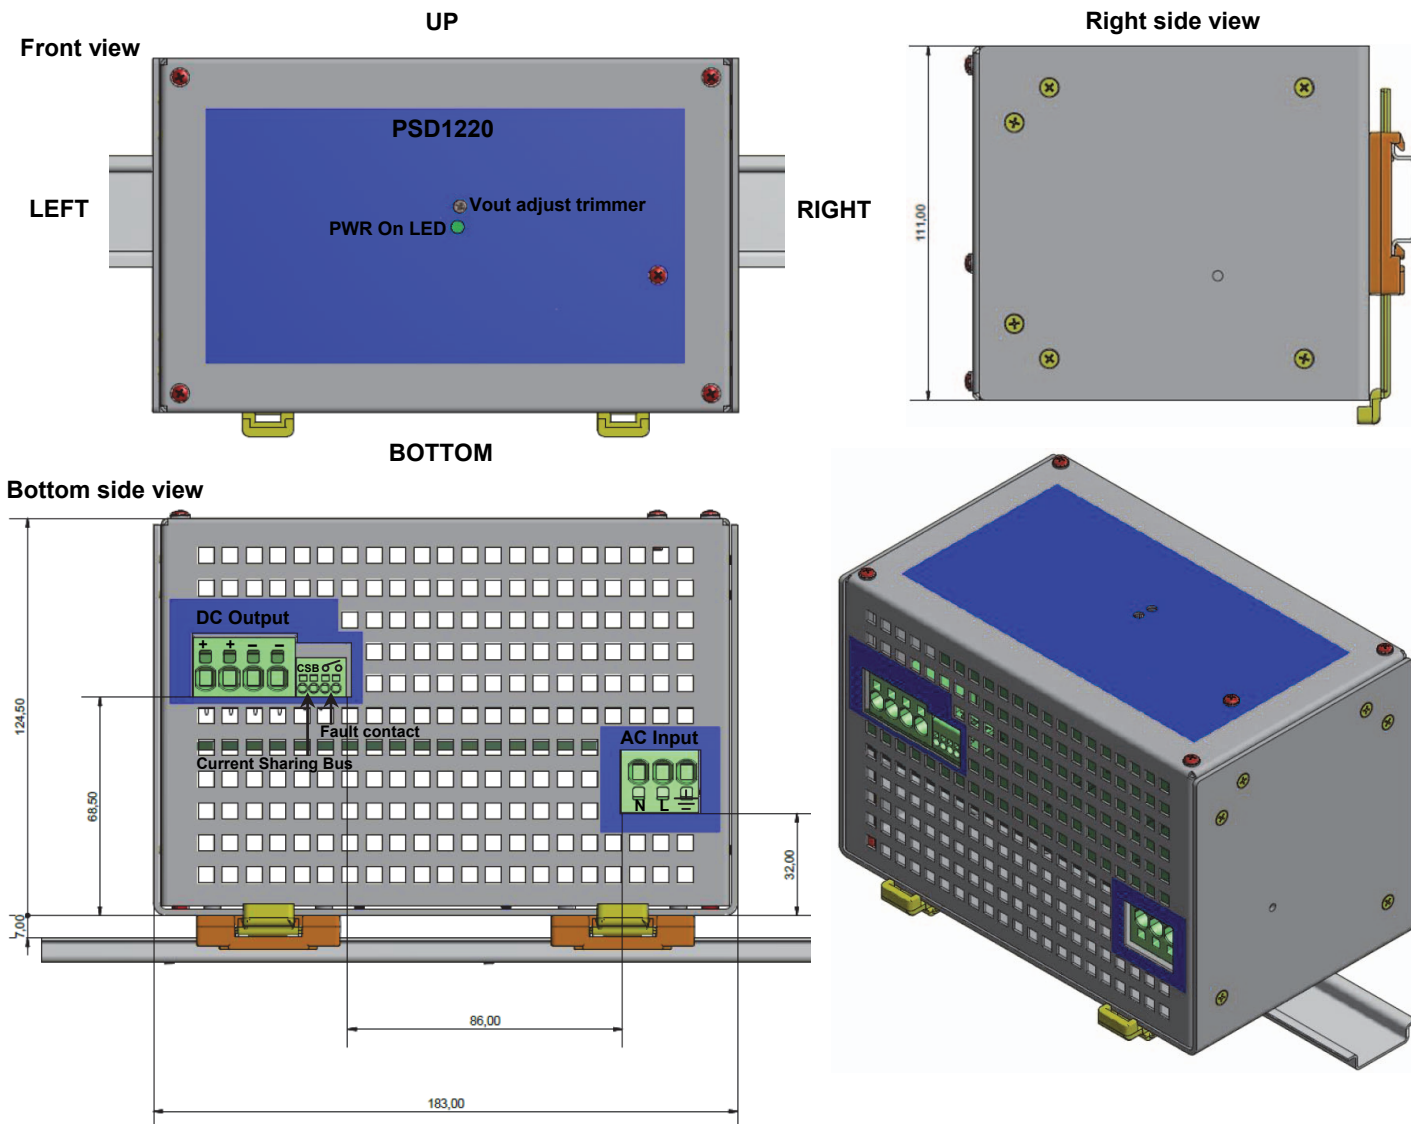 UP
Right side view
Front view
PSD1220
Vout adjust trimmer
PWR On LED
LEFT
RIGHT
111,00
BOTTOM
Bottom side view
DC Output
+ + − −
CSB
Fault contact
Current Sharing Bus
AC Input
N L
124,50
68,50
32,00
7,00
86,00
183,00